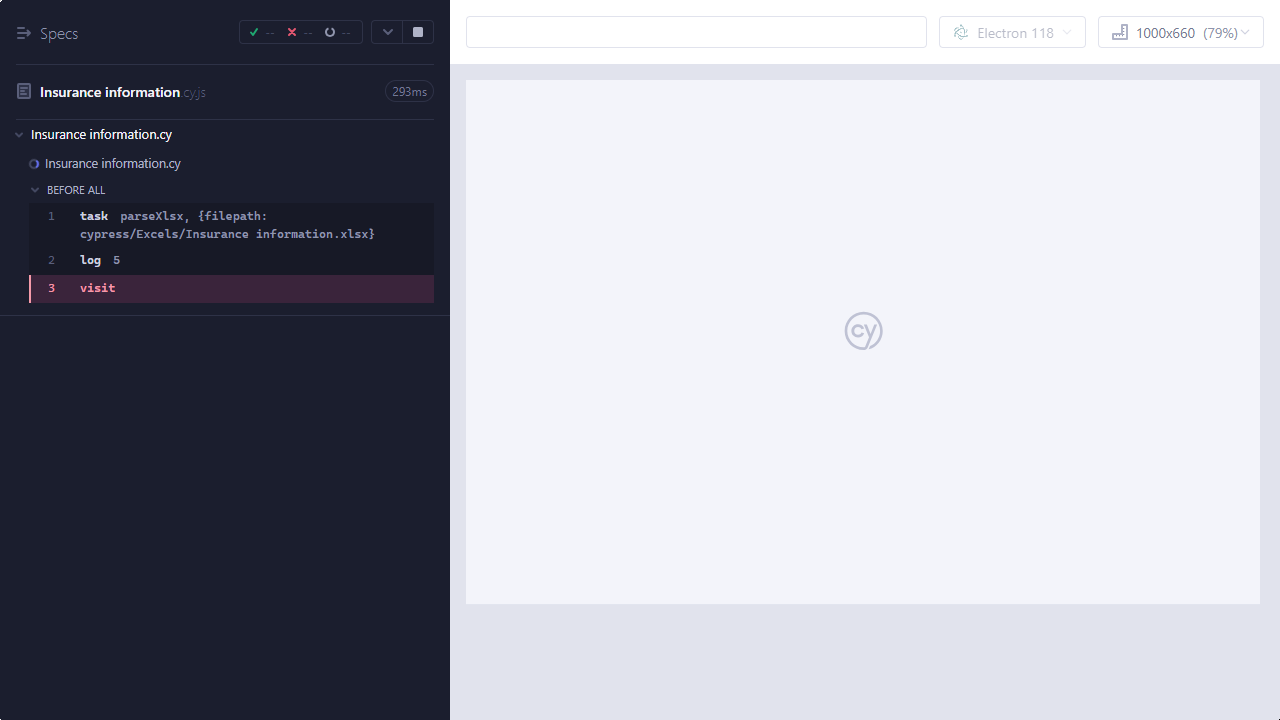 Specs
-- -- --
Electron 118
1000x660 (79%)
Insurance information.cy.js
293ms
Insurance information.cy
Insurance information.cy
BEFORE ALL
1 task parseXlsx, {filepath:
cypress/Excels/Insurance information.xlsx}
2 log 5
3 visit
cy